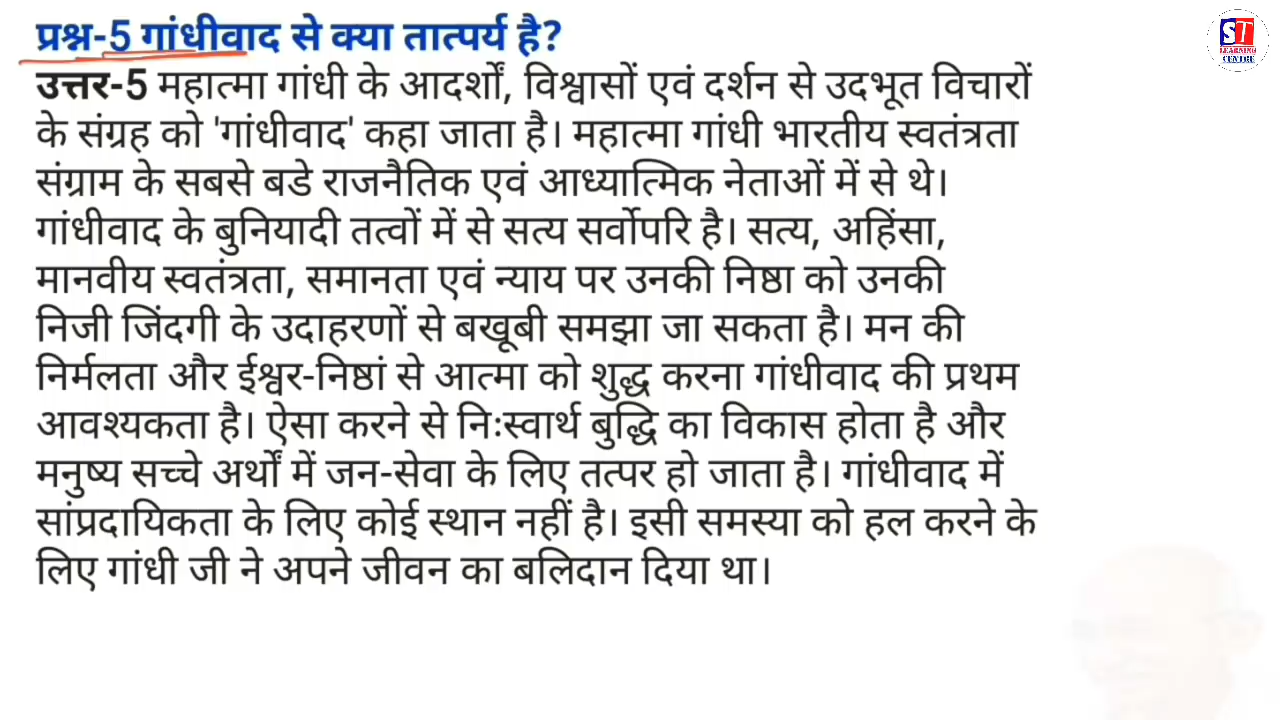 प्रश्न-5 गांधीवाद से क्या तात्पर्य है?
उत्तर-5 महात्मा गांधी के आदर्शों, विश्वासों एवं दर्शन से उदभूत विचारों
के संग्रह को 'गांधीवाद' कहा जाता है। महात्मा गांधी भारतीय स्वतंत्रता
संग्राम के सबसे बडे राजनैतिक एवं आध्यात्मिक नेताओं में से थे।
गांधीवाद के बुनियादी तत्वों में से सत्य सर्वोपरि है। सत्य, अहिंसा,
मानवीय स्वतंत्रता, समानता एवं न्याय पर उनकी निष्ठा को उनकी
निजी जिंदगी के उदाहरणों से बखूबी समझा जा सकता है। मन की
निर्मलता और ईश्वर-निष्ठां से आत्मा को शुद्ध करना गांधीवाद की प्रथम
आवश्यकता है। ऐसा करने से निःस्वार्थ बुद्धि का विकास होता है और
मनुष्य सच्चे अर्थों में जन-सेवा के लिए तत्पर हो जाता है। गांधीवाद में
सांप्रदायिकता के लिए कोई स्थान नहीं है। इसी समस्या को हल करने के
लिए गांधी जी ने अपने जीवन का बलिदान दिया था।
ST
LEARNING
CENTRE